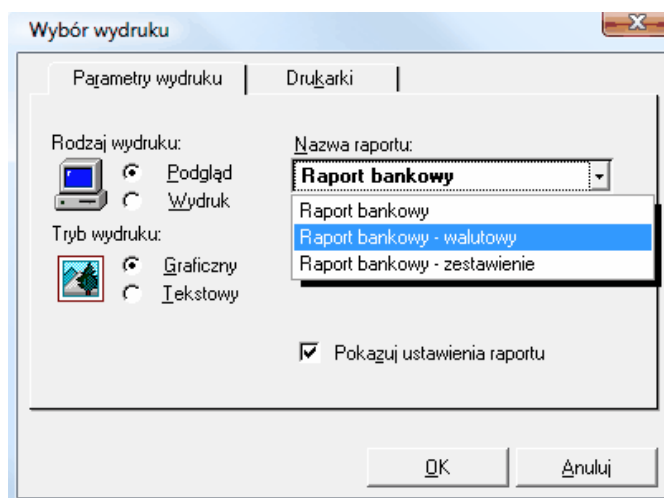 Wybór wydruku
Parametry wydruku
Drukarki
Rodzaj wydruku:
Podgląd
Wydruk
Tryb wydruku:
Graficzny
Tekstowy
Nazwa raportu:
Raport bankowy
Raport bankowy
Raport bankowy - walutowy
Raport bankowy - zestawienie
Pokazuj ustawienia raportu
OK
Anuluj